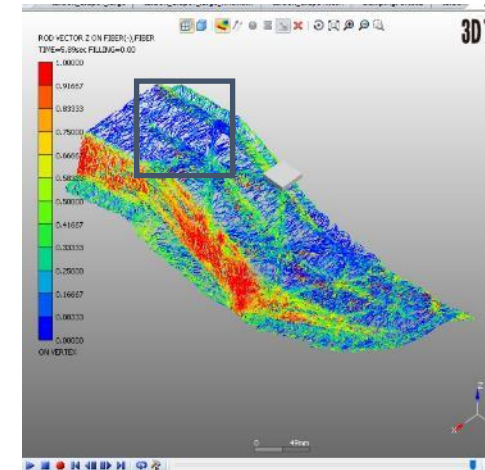 3D
ROD VECTOR Z ON FIBER(-),FIBER
TIME=5.89sec FILLING=0.00
1.00000
0.91667
0.83333
0.75000
0.66667
0.58333
0.41667
0.33333
0.25000
0.16667
0.08333
0.00000
ON VERTEX
0 49mm
Z
X